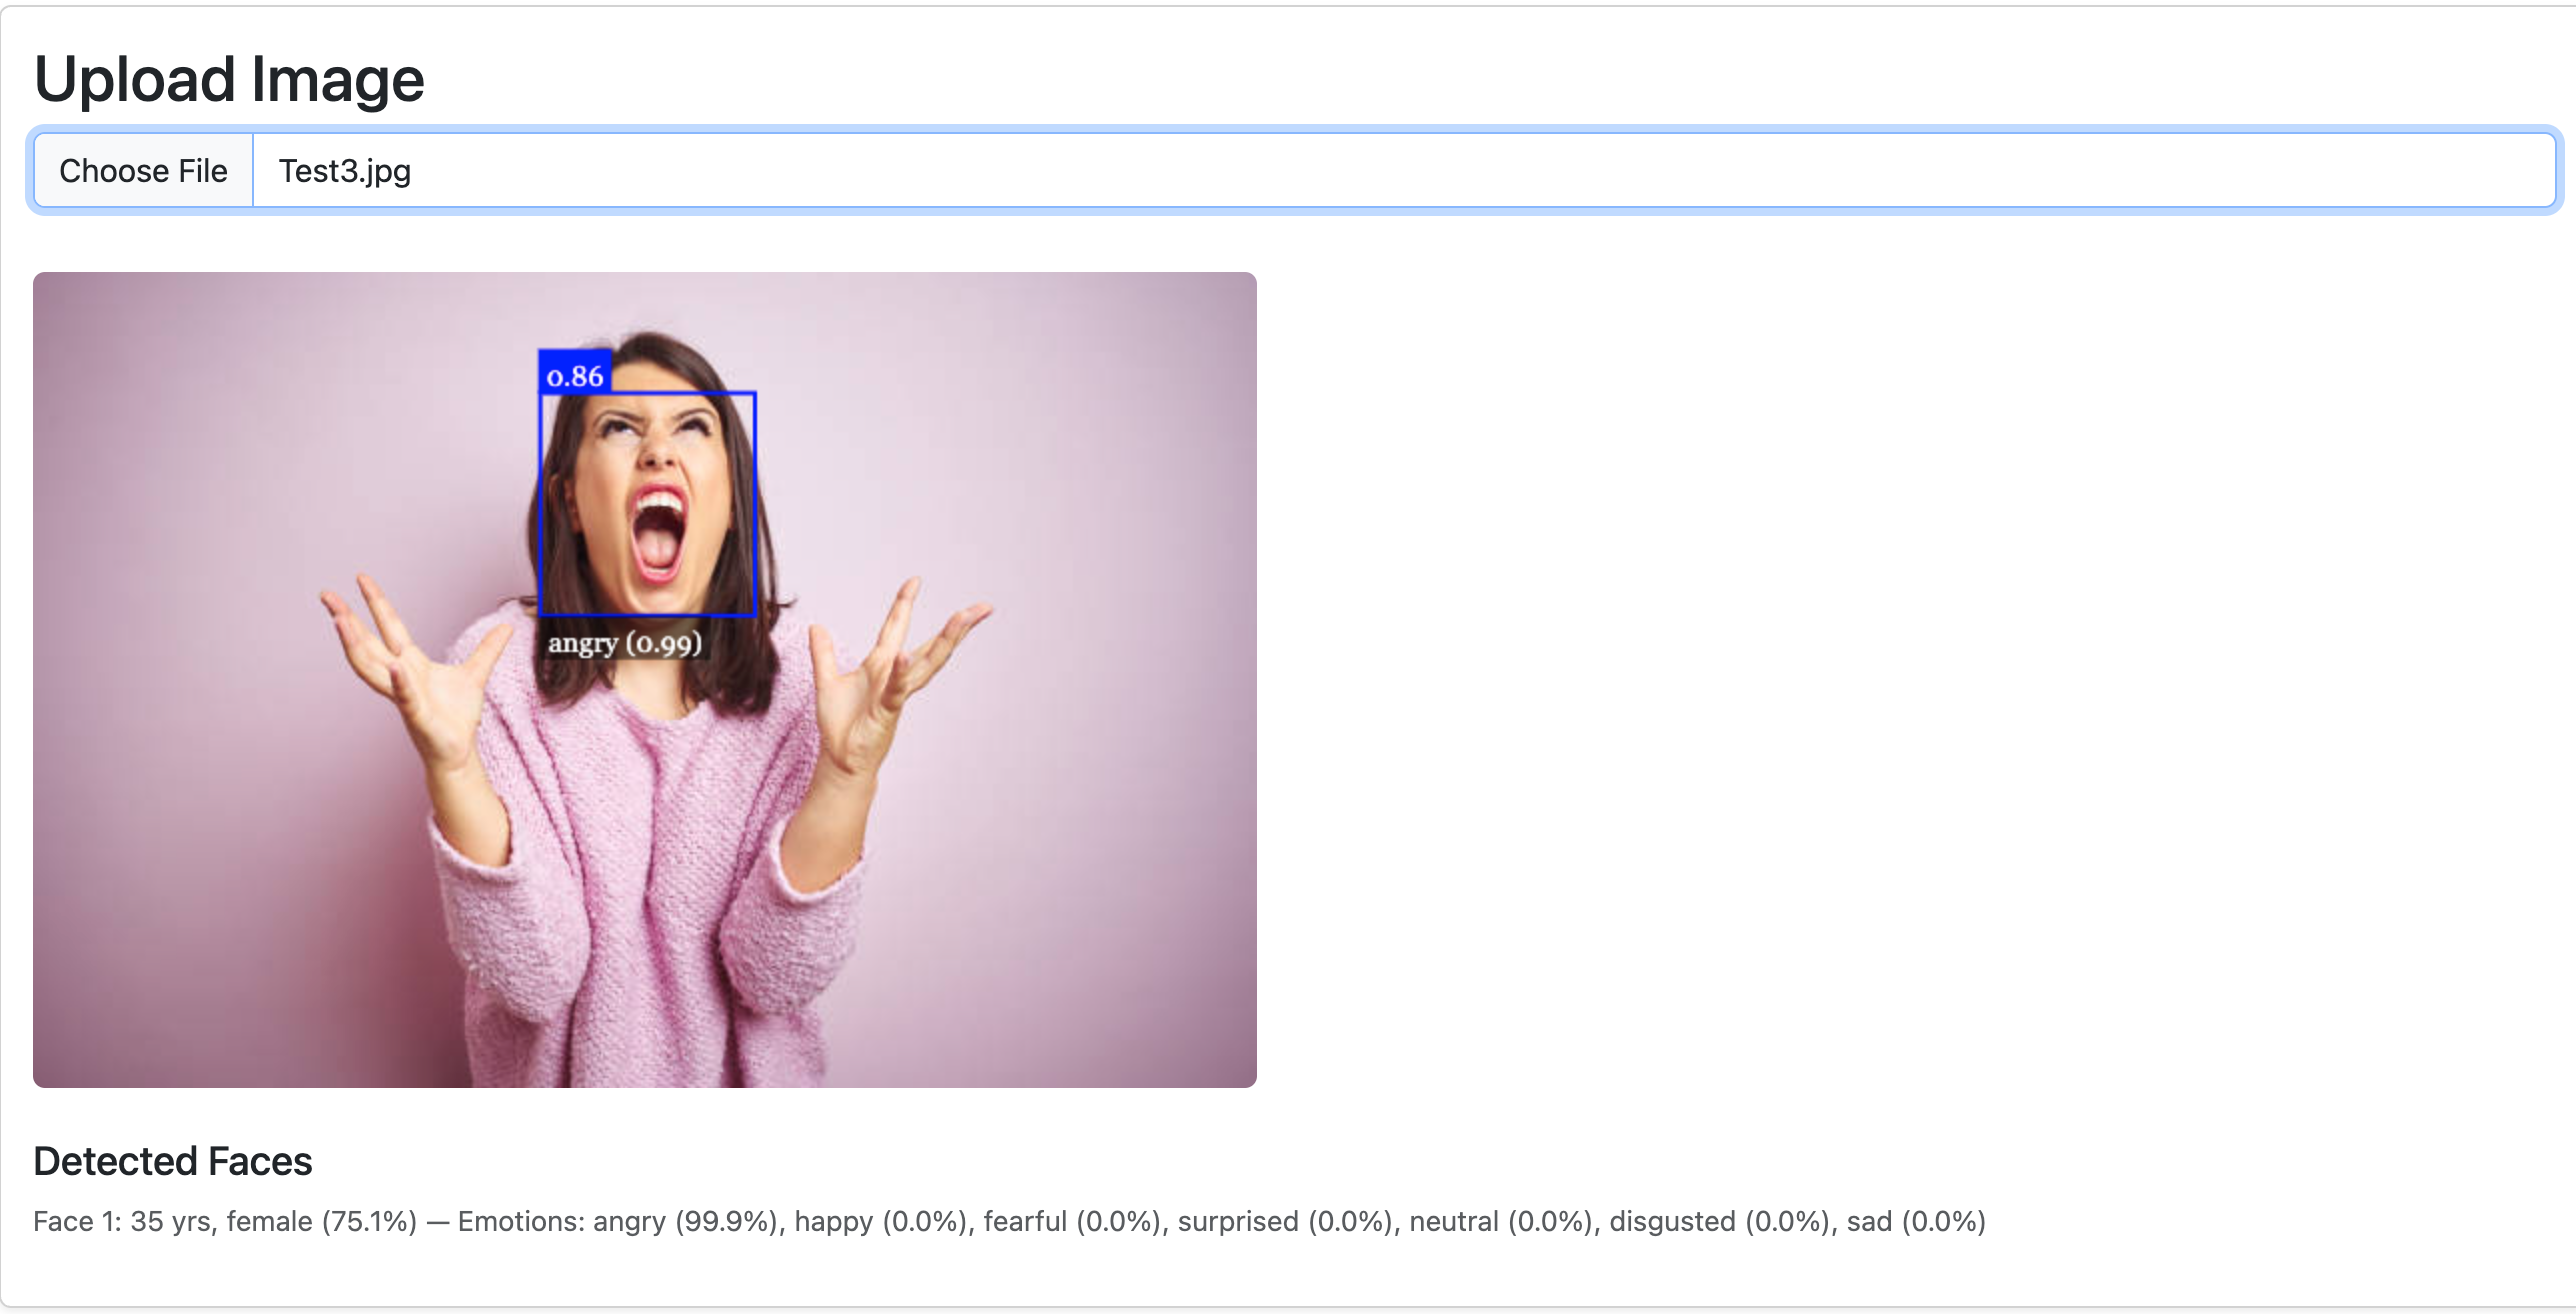 Upload Image
Choose File Test3.jpg
0.86
angry (0.99)
Detected Faces
Face 1: 35 yrs, female (75.1%) — Emotions: angry (99.9%), happy (0.0%), fearful (0.0%), surprised (0.0%), neutral (0.0%), disgusted (0.0%), sad (0.0%)